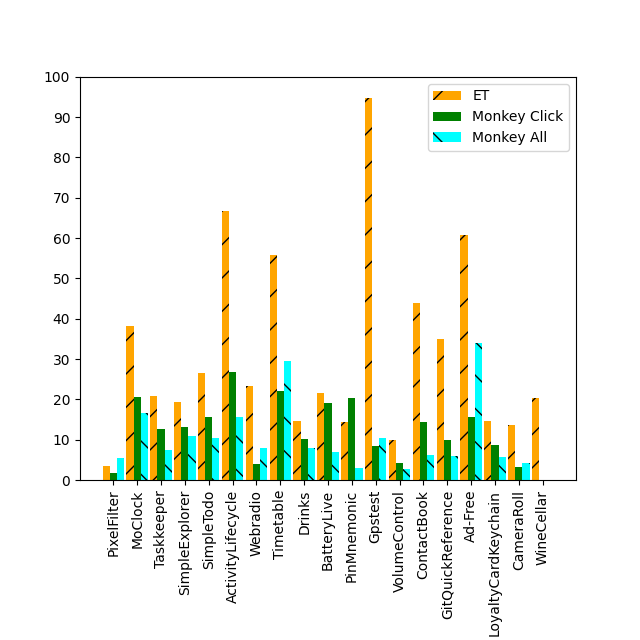 100
90
80
70
60
50
40
30
20
10
0
ET
Monkey Click
Monkey All
PixelFilter
MoClock
Taskkeeper
SimpleExplorer
SimpleTodo
ActivityLifecycle
Webradio
Timetable
Drinks
BatteryLive
PinMnemonic
Gpstest
VolumeControl
ContactBook
GitQuickReference
Ad-Free
LoyaltyCardKeychain
CameraRoll
WineCellar